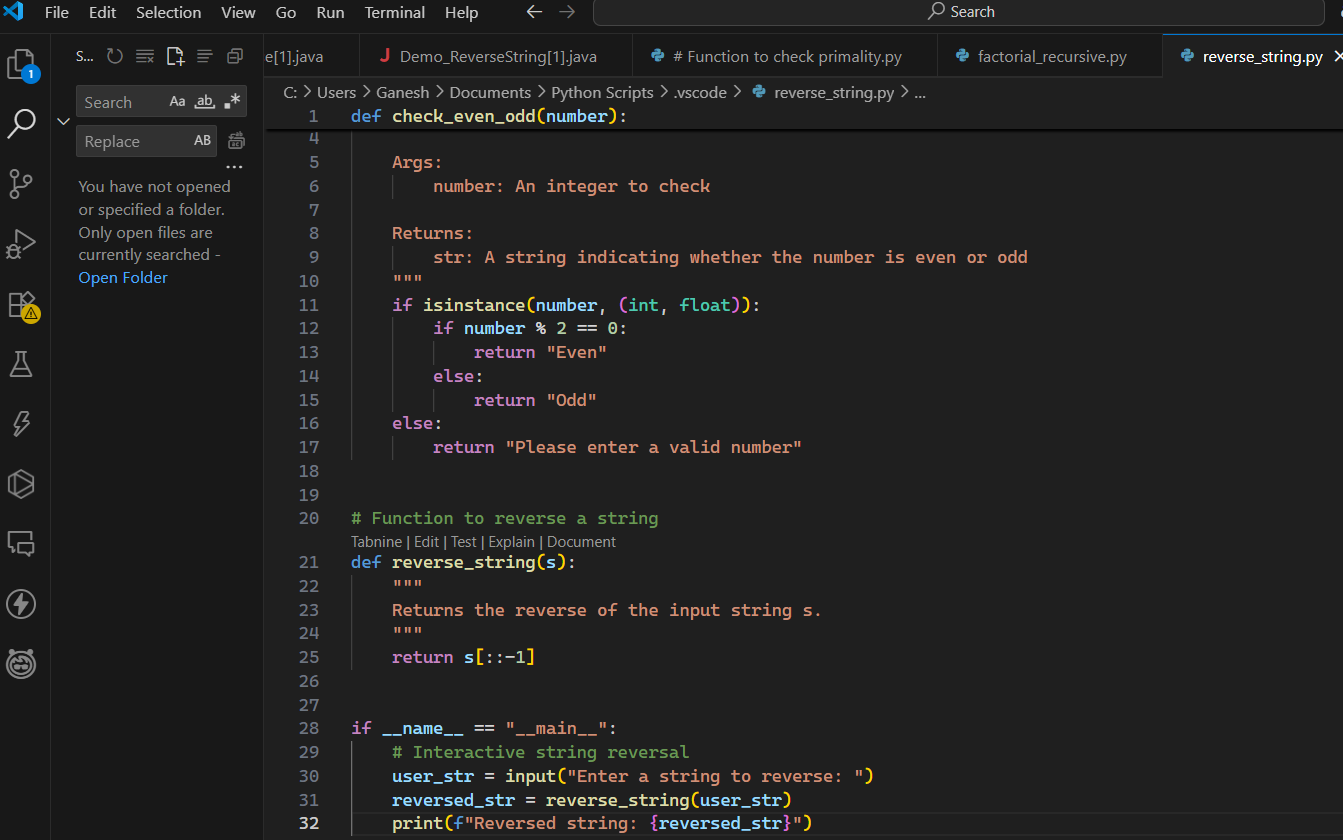 File Edit Selection View Go Run Terminal Help Search
S...
e[1].java Demo_ReverseString[1].java # Function to check primality.py factorial_recursive.py reverse_string.py
C: > Users > Ganesh > Documents > Python Scripts > .vscode > reverse_string.py > ...
Search Aa ab, .*
Replace AB
...
You have not opened
or specified a folder.
Only open files are
currently searched -
Open Folder
1
1 def check_even_odd(number):
4
5 Args:
6 number: An integer to check
7
8 Returns:
9 str: A string indicating whether the number is even or odd
10 """
11 if isinstance(number, (int, float)):
12 if number % 2 == 0:
13 return "Even"
14 else:
15 return "Odd"
16 else:
17 return "Please enter a valid number"
18
19
20 # Function to reverse a string
Tabnine | Edit | Test | Explain | Document
21 def reverse_string(s):
22 """
23 Returns the reverse of the input string s.
24 """
25 return s[::-1]
26
27
28 if __name__ == "__main__":
29 # Interactive string reversal
30 user_str = input("Enter a string to reverse: ")
31 reversed_str = reverse_string(user_str)
32 print(f"Reversed string: {reversed_str}")